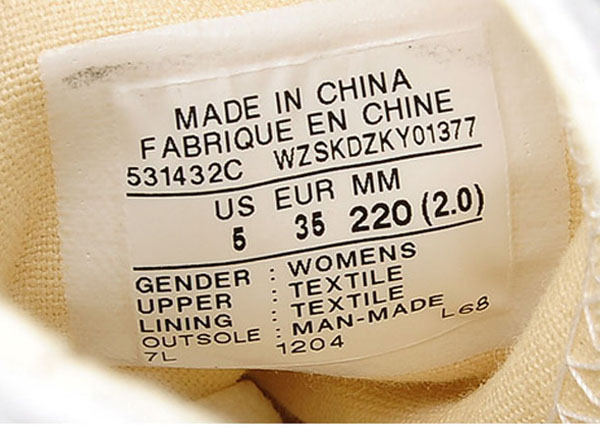 MADE IN CHINA
FABRIQUE EN CHINE
531432C WZSKDZKY01377
US EUR MM
5 35 220 (2.0)
GENDER : WOMENS
UPPER : TEXTILE
LINING : TEXTILE
OUTSOLE : MAN-MADE L68
7L 1204